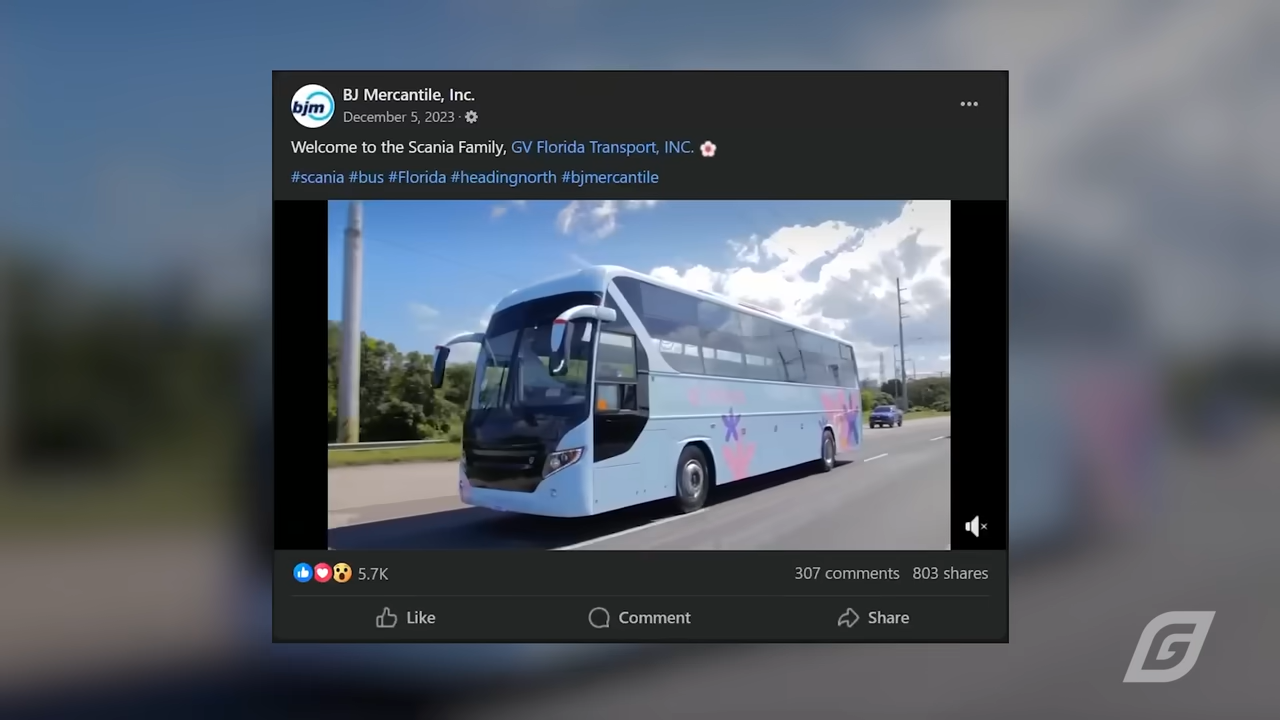 bjm
BJ Mercantile, Inc.
December 5, 2023 ·
Welcome to the Scania Family, GV Florida Transport, INC. 🌸
#scania #bus #Florida #headingnorth #bjmercantile
5.7K
307 comments 803 shares
Like
Comment
Share
G